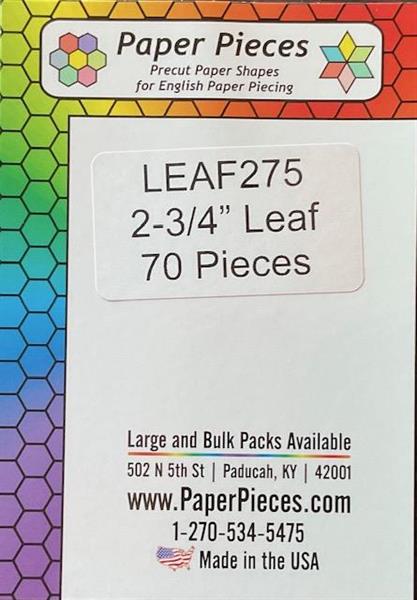 Paper Pieces
Precut Paper Shapes
for English Paper Piecing
LEAF275
2-3/4” Leaf
70 Pieces
Large and Bulk Packs Available
502 N 5th St | Paducah, KY | 42001
www.PaperPieces.com
1-270-534-5475
Made in the USA